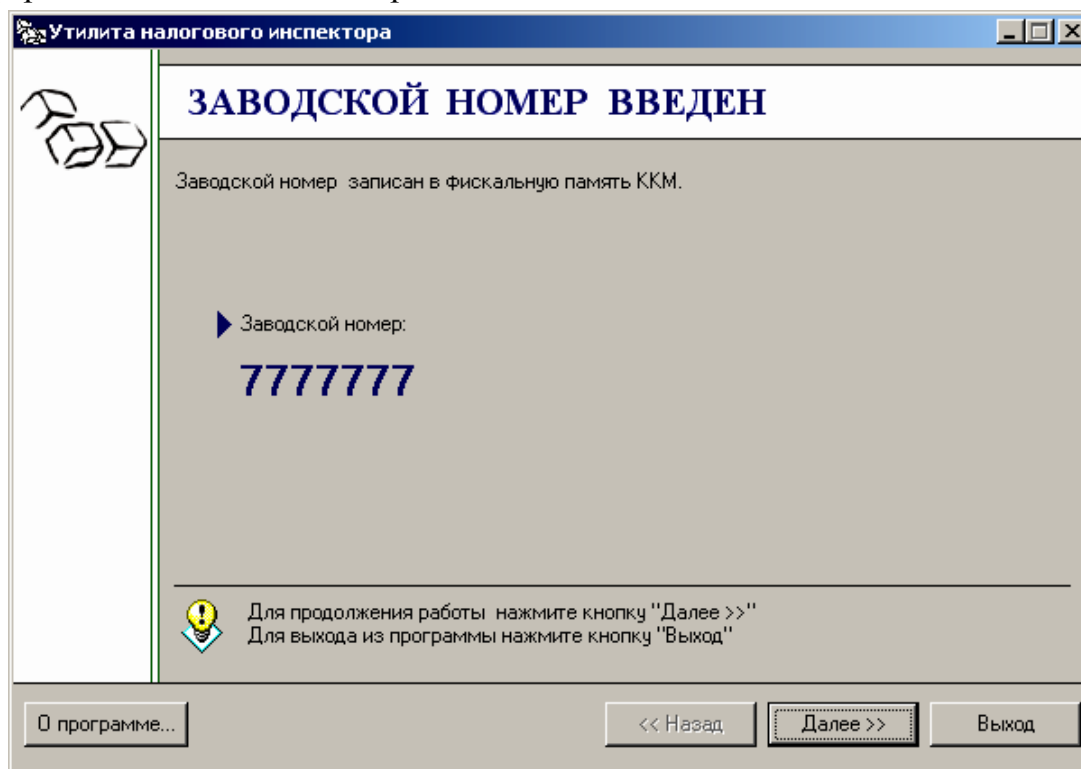 Утилита налогового инспектора
ЗАВОДСКОЙ НОМЕР ВВЕДЕН
Заводской номер записан в фискальную память ККМ.
Заводской номер:
7777777
Для продолжения работы нажмите кнопку "Далее >>"
Для выхода из программы нажмите кнопку "Выход"
О программе... << Назад Далее >> Выход